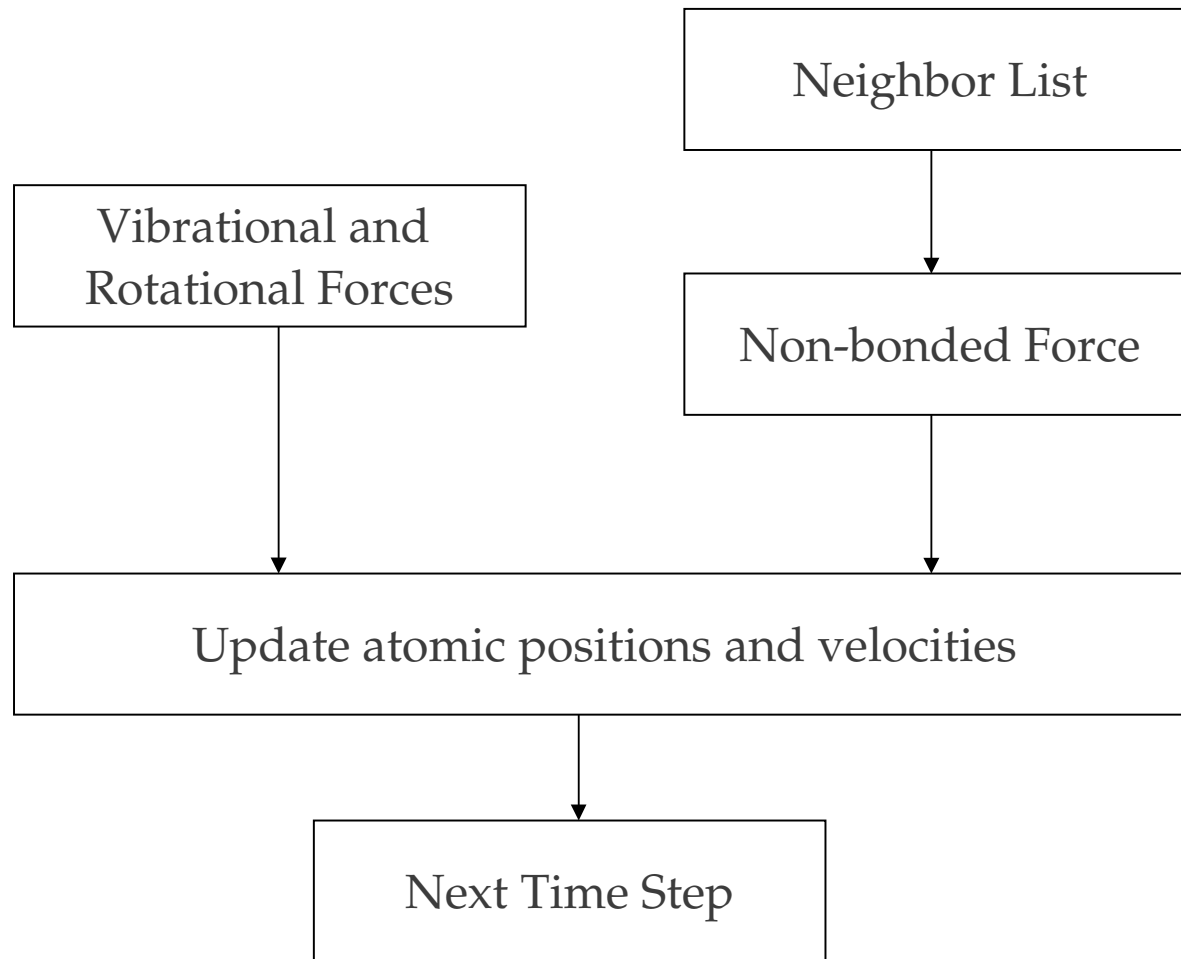 Neighbor List
Vibrational and
Rotational Forces
Non-bonded Force
Update atomic positions and velocities
Next Time Step